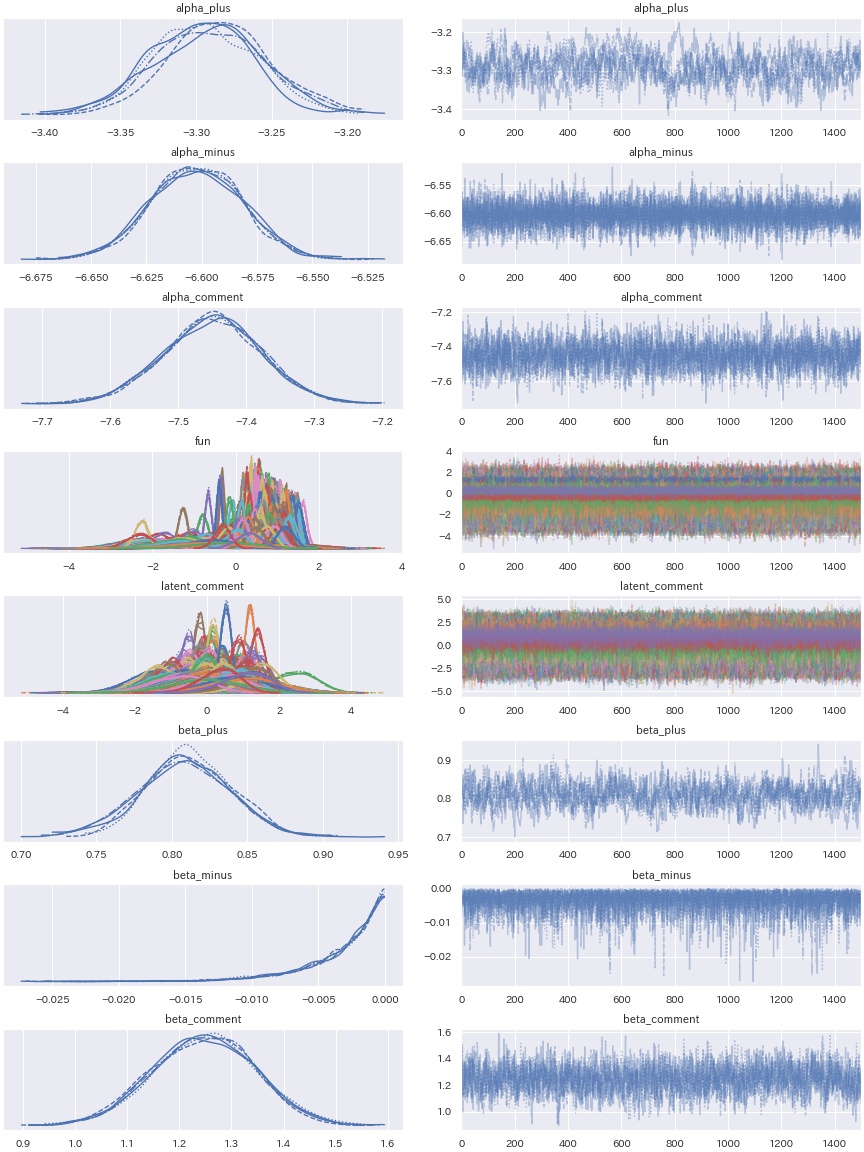 alpha_plus alpha_plus
−3.2
−3.3
−3.4
−3.40 −3.35 −3.30 −3.25 −3.20 0 200 400 600 800 1000 1200 1400
alpha_minus alpha_minus
−6.55
−6.60
−6.65
−6.675 −6.650 −6.625 −6.600 −6.575 −6.550 −6.525 0 200 400 600 800 1000 1200 1400
alpha_comment alpha_comment
−7.2
−7.4
−7.6
−7.7 −7.6 −7.5 −7.4 −7.3 −7.2 0 200 400 600 800 1000 1200 1400
fun fun
4
2
0
−2
−4
−4 −2 0 2 4 0 200 400 600 800 1000 1200 1400
latent_comment latent_comment
5.0
2.5
0.0
−2.5
−5.0
−4 −2 0 2 4 0 200 400 600 800 1000 1200 1400
beta_plus beta_plus
0.9
0.8
0.7
0.70 0.75 0.80 0.85 0.90 0.95 0 200 400 600 800 1000 1200 1400
beta_minus beta_minus
0.00
−0.01
−0.02
−0.025 −0.020 −0.015 −0.010 −0.005 0.000 0 200 400 600 800 1000 1200 1400
beta_comment beta_comment
1.6
1.4
1.2
1.0
0.9 1.0 1.1 1.2 1.3 1.4 1.5 1.6 0 200 400 600 800 1000 1200 1400